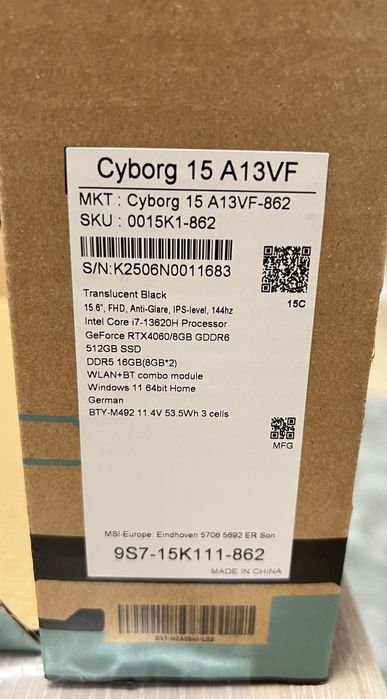 Cyborg 15 A13VF
MKT : Cyborg 15 A13VF-862
SKU : 0015K1-862
S/N:K2506N0011683
15C
Translucent Black
15.6", FHD, Anti-Glare, IPS-level, 144hz
Intel Core i7-13620H Processor
GeForce RTX4060/8GB GDDR6
512GB SSD
DDR5 16GB(8GB*2)
WLAN+BT combo module
Windows 11 64bit Home
German
BTY-M492 11.4V 53.5Wh 3 cells
MFG
MSI-Europe Eindhoven 5706 5692 ER Son
9S7-15K111-862
MADE IN CHINA